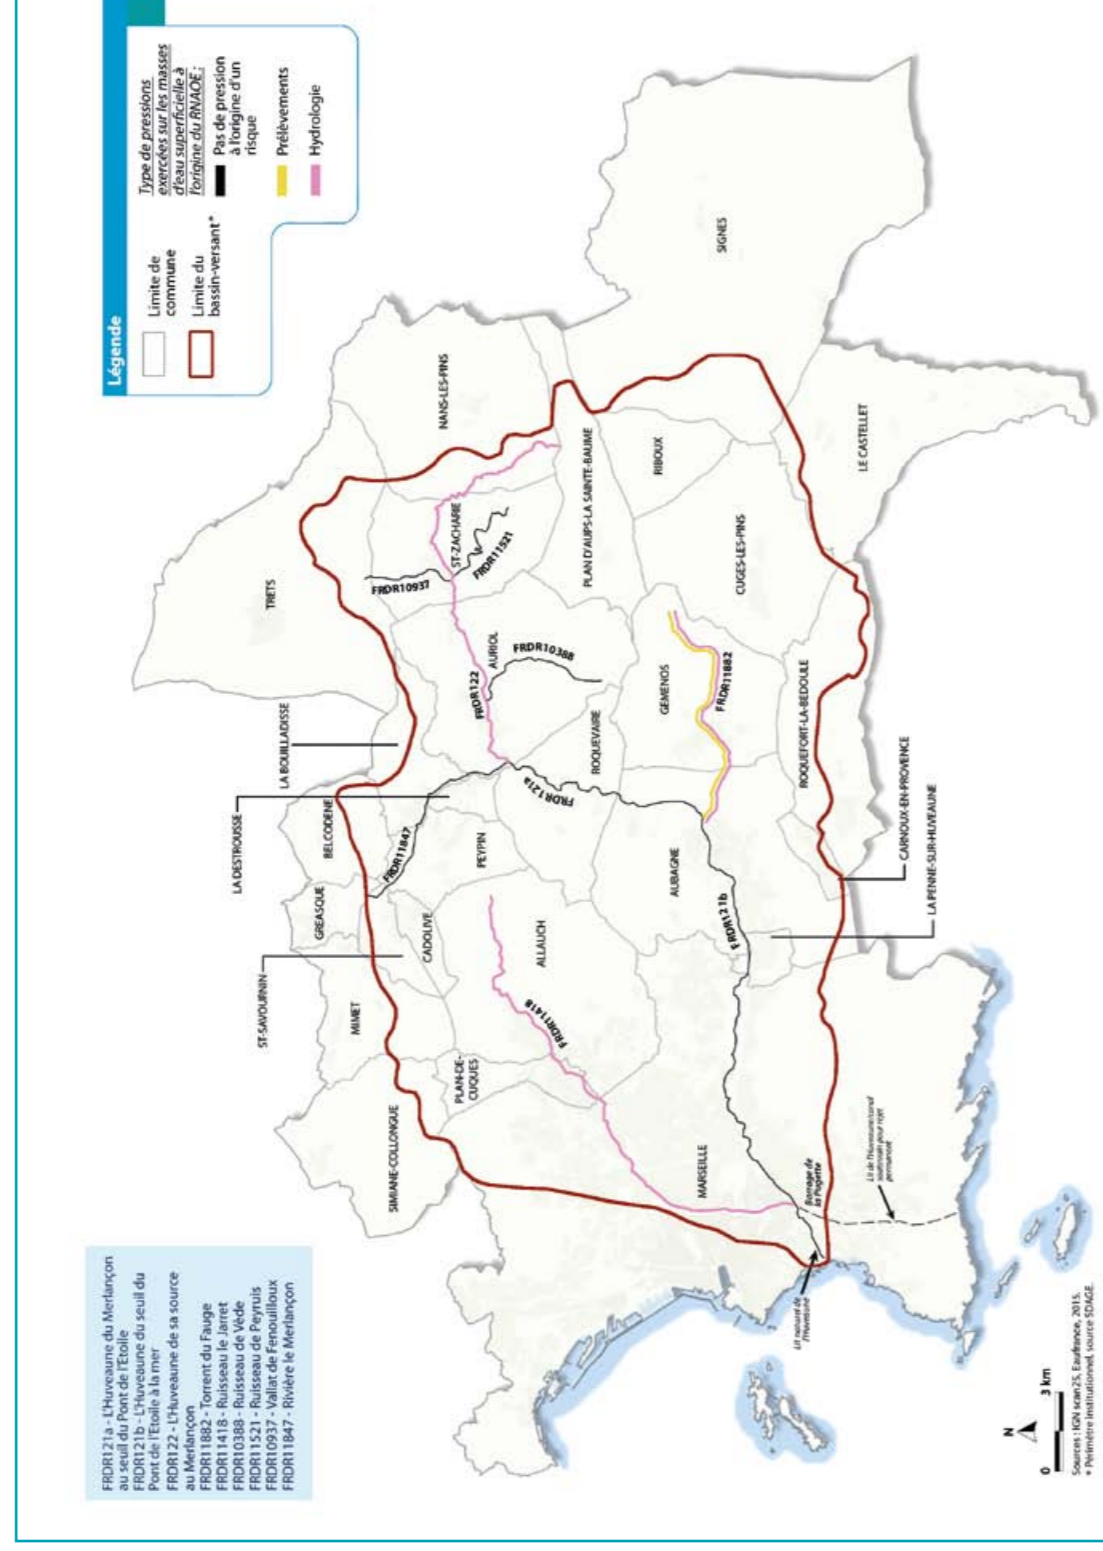 Légende
Limite de
commune
Limite du
bassin-versant*
Type de pressions
exercées sur les masses
d'eau superficielle à
l'origine du RNAOE :
Pas de pression
à l'origine d'un
risque
Prélèvements
Hydrologie
FRDR121a - L'Huveaune du Merlançon
au seuil du Pont de l'Etoile
FRDR121b - L'Huveaune du seuil du
Pont de l'Etoile à la mer
FRDR122 - L'Huveaune de sa source
au Merlançon
FRDR11882 - Torrent du Fauge
FRDR11418 - Ruisseau le Jarret
FRDR10388 - Ruisseau de Vède
FRDR11521 - Ruisseau de Peyruis
FRDR10937 - Vallat de Fenouilloux
FRDR11847 - Rivière le Merlançon
SIMIANE-COLLONGUE
MIMET
ST-SAVOURNIN
GREASQUE
LA DESTROUSSE
BELCODENE
LA BOUILLADISSE
TRETS
NANS-LES-PINS
PLAN-DE-
CUQUES
CADOLIVE
FRDR11847
PEYPIN
FRDR10937
ST-ZACHARIE
FRDR11521
FRDR122
AURIOL
FRDR10388
ALLAUCH
FRDR11418
FRDR121a
ROQUEVAIRE
PLAN D'AUPS-LA SAINTE-BAUME
RIBOUX
SIGNES
MARSEILLE
AUBAGNE
FRDR121b
GEMENOS
FRDR11882
CUGES-LES-PINS
ROQUEFORT-LA-BEDOULE
LE CASTELLET
CARNOUX-EN-PROVENCE
LA PENNE-SUR-HUVEAUNE
Barrage de
la Pugette
Lit naturel de
l'Huveaune
Lit de l'Huveaune/canal
souterrain pour rejet
permanent
N
0 3 km
Sources : IGN scan25, Eaufrance, 2015.
* Périmètre institutionnel, source SDAGE.